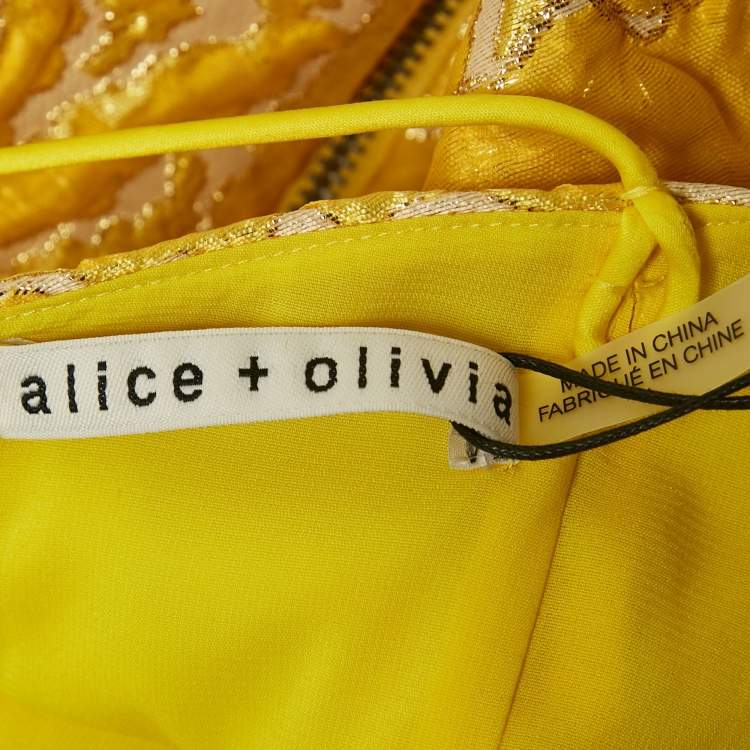 alice + olivia
MADE IN CHINA
FABRIQUÉ EN CHINE